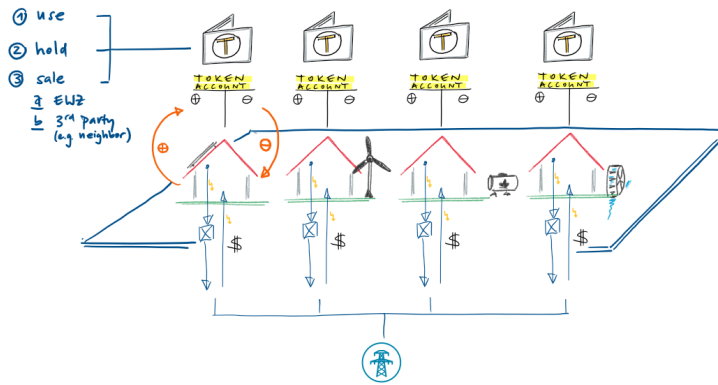 ① use
② hold
③ sale
a EWZ
b 3rd party
(e.g. neighbor)
T
TOKEN
ACCOUNT
⊕ ⊖
T
TOKEN
ACCOUNT
⊕ ⊖
T
TOKEN
ACCOUNT
⊕ ⊖
T
TOKEN
ACCOUNT
⊕ ⊖
⊕
⊖
$
$
$
$